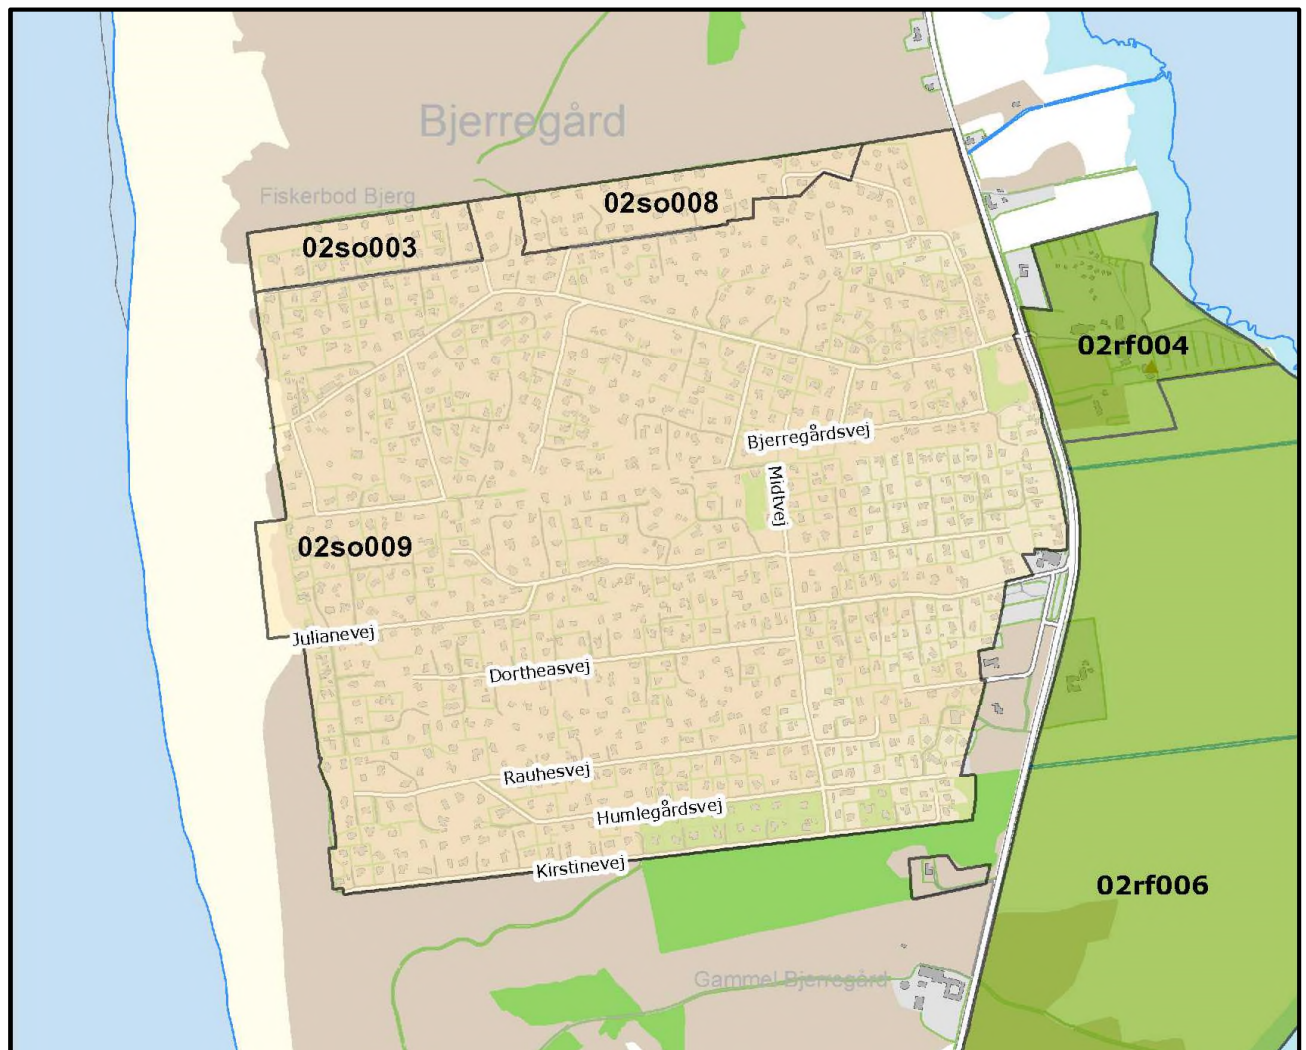 Bjerregård
Fiskerbod Bjerg
02so008
02so003
02rf004
Bjerregårdsvej
Midtvej
02so009
Julianevej
Dortheasvej
Rauhesvej
Humlegårdsvej
Kirstinevej
02rf006
Gammel Bjerregård